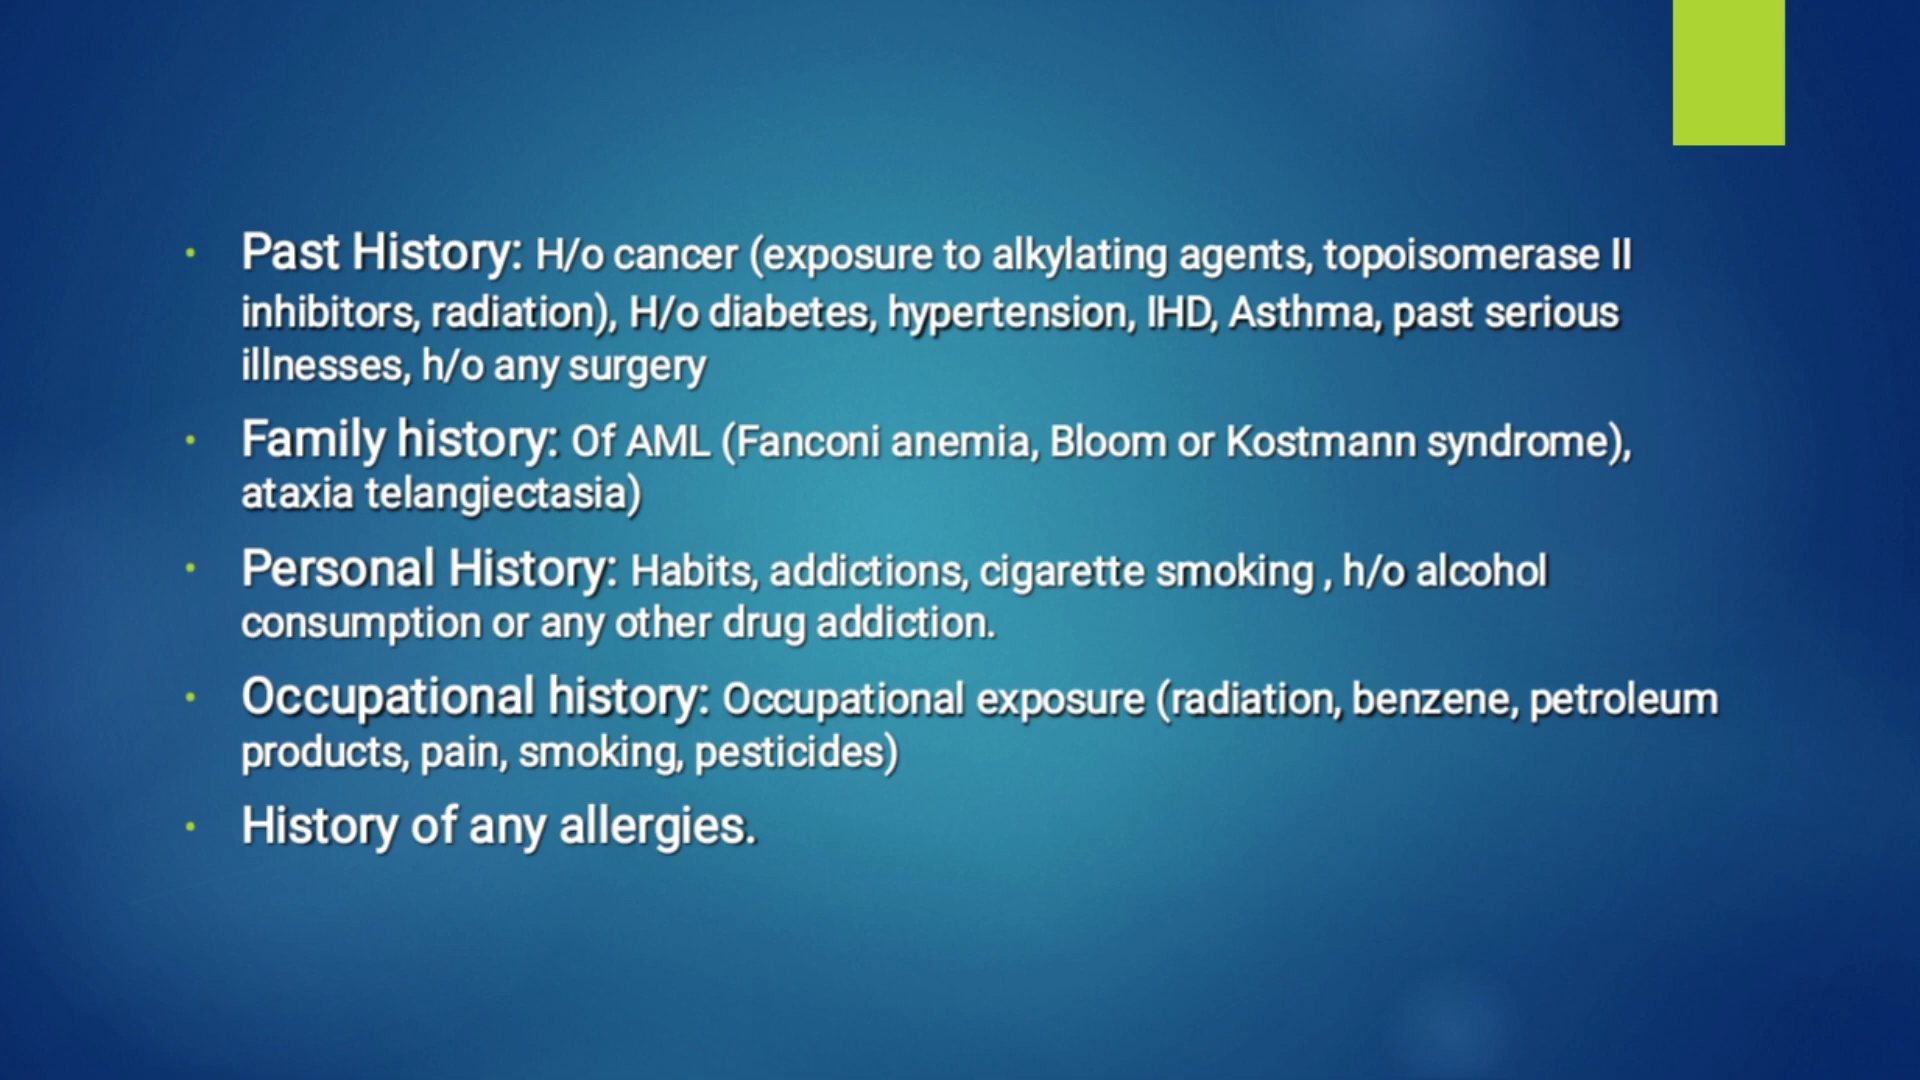 Past History: H/o cancer (exposure to alkylating agents, topoisomerase II
inhibitors, radiation), H/o diabetes, hypertension, IHD, Asthma, past serious
illnesses, h/o any surgery
Family history: Of AML (Fanconi anemia, Bloom or Kostmann syndrome),
ataxia telangiectasia)
Personal History: Habits, addictions, cigarette smoking , h/o alcohol
consumption or any other drug addiction.
Occupational history: Occupational exposure (radiation, benzene, petroleum
products, pain, smoking, pesticides)
History of any allergies.